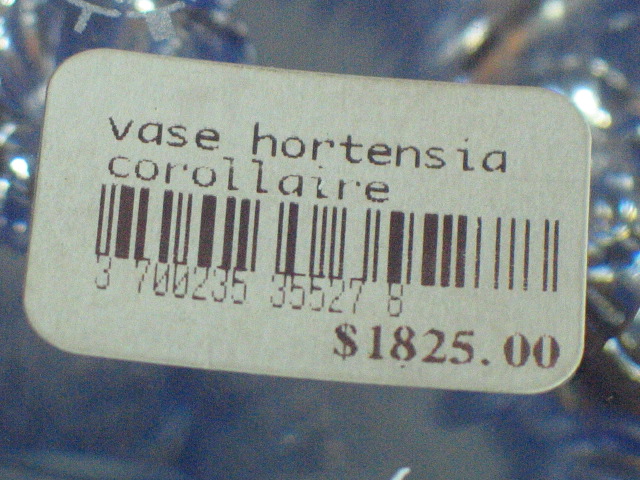 vase hortensia
corollaire
3 700235 35527 8
$1825.00